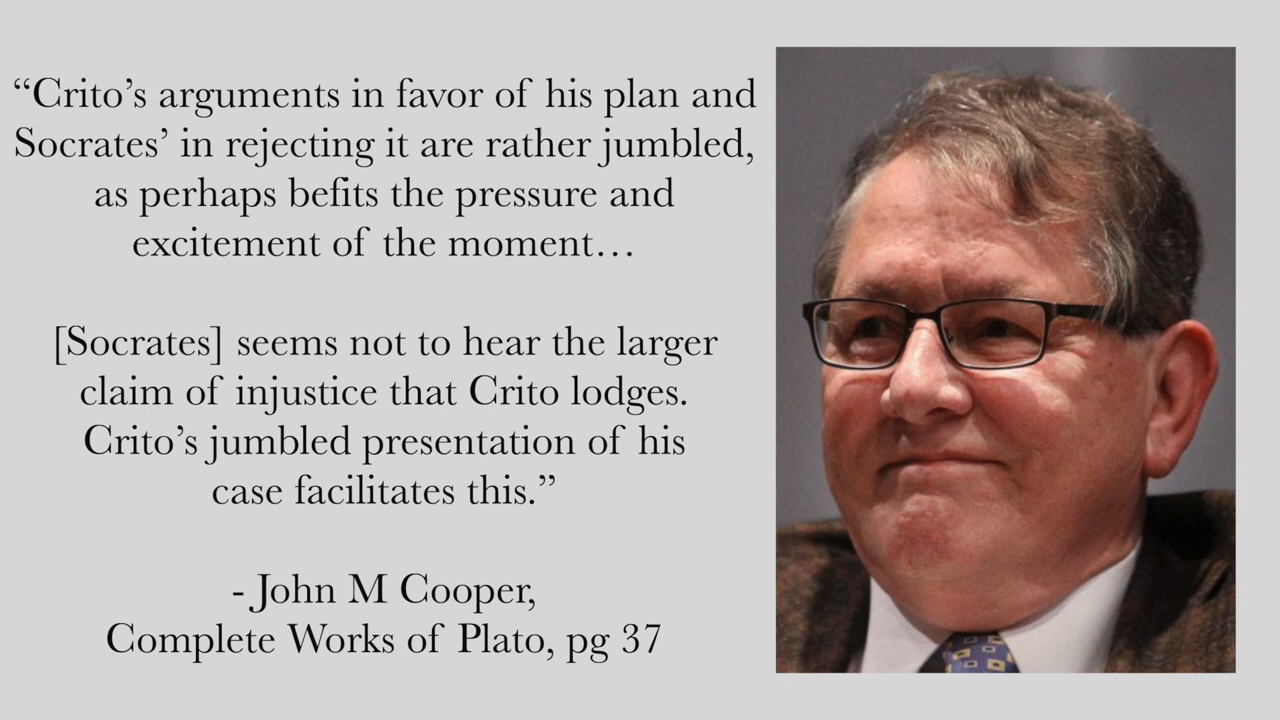 “Crito’s arguments in favor of his plan and
Socrates’ in rejecting it are rather jumbled,
as perhaps befits the pressure and
excitement of the moment…
[Socrates] seems not to hear the larger
claim of injustice that Crito lodges.
Crito’s jumbled presentation of his
case facilitates this.”
- John M Cooper,
Complete Works of Plato, pg 37